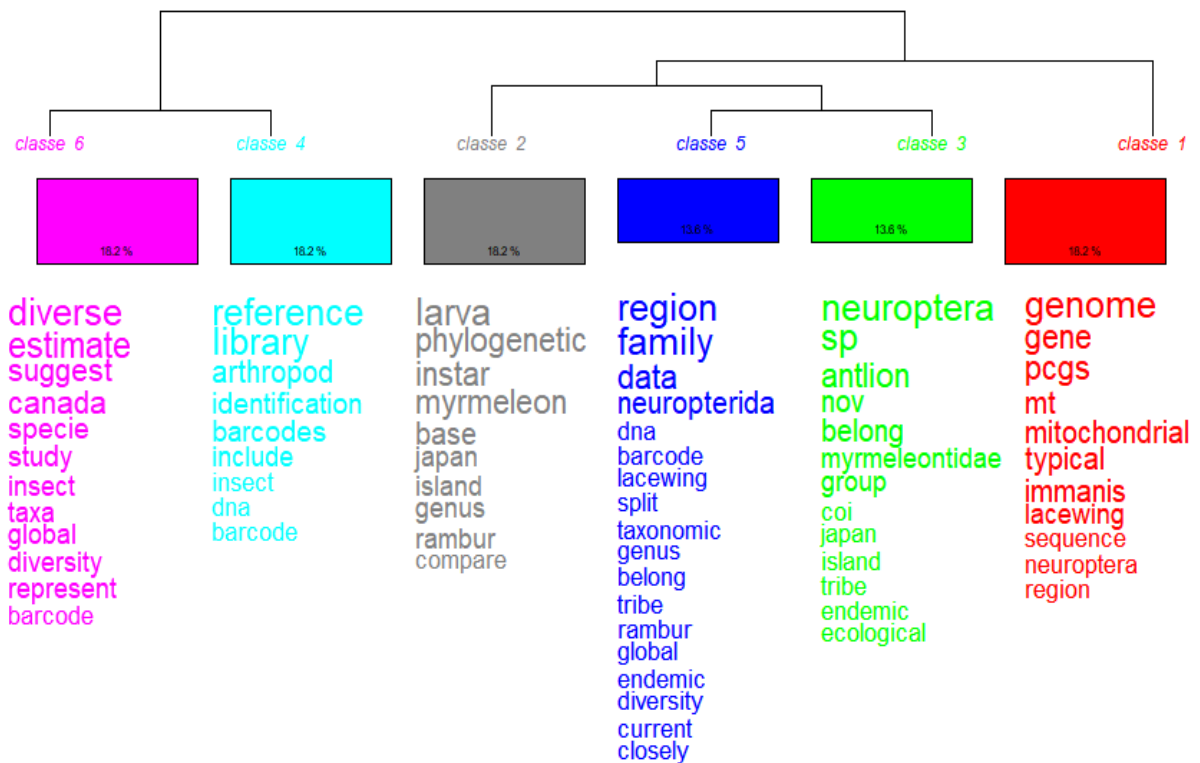 classe 6
classe 4
classe 2
classe 5
classe 3
classe 1
18.2 %
18.2 %
18.2 %
13.6 %
13.6 %
18.2 %
diverse
estimate
suggest
canada
specie
study
insect
taxa
global
diversity
represent
barcode
reference
library
arthropod
identification
barcodes
include
insect
dna
barcode
larva
phylogenetic
instar
myrmeleon
base
japan
island
genus
rambur
compare
region
family
data
neuropterida
dna
barcode
lacewing
split
taxonomic
genus
belong
tribe
rambur
global
endemic
diversity
current
closely
neuroptera
sp
antlion
nov
belong
myrmeleontidae
group
coi
japan
island
tribe
endemic
ecological
genome
gene
pcgs
mt
mitochondrial
typical
immanis
lacewing
sequence
neuroptera
region